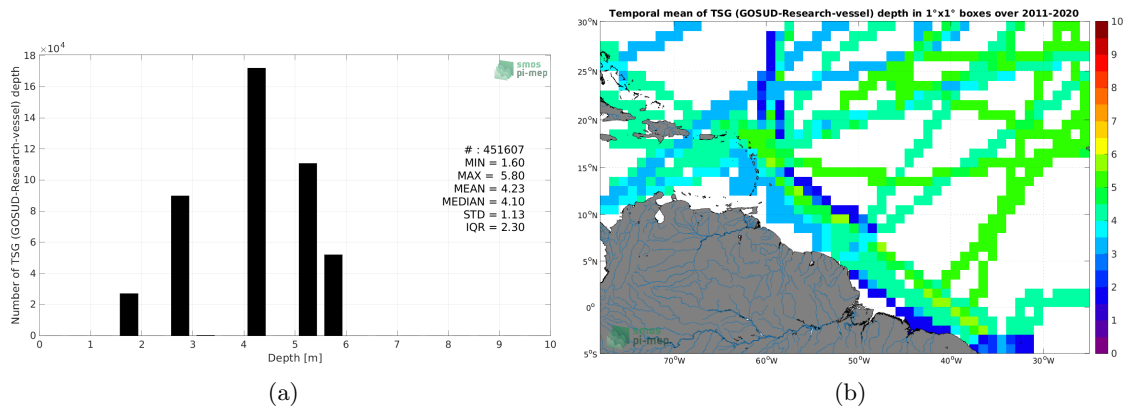 ×10⁴
18
16
14
12
10
8
6
4
2
0
Number of TSG (GOSUD-Research-vessel) depth
smos
pi-mep
# : 451607
MIN = 1.60
MAX = 5.80
MEAN = 4.23
MEDIAN = 4.10
STD = 1.13
IQR = 2.30
0 1 2 3 4 5 6 7 8 9 10
Depth [m]
(a)
Temporal mean of TSG (GOSUD-Research-vessel) depth in 1°x1° boxes over 2011-2020
30°N
25°N
20°N
15°N
10°N
5°N
0°
5°S
smos
pi-mep
70°W 60°W 50°W 40°W 30°W
10
9
8
7
6
5
4
3
2
1
0
(b)